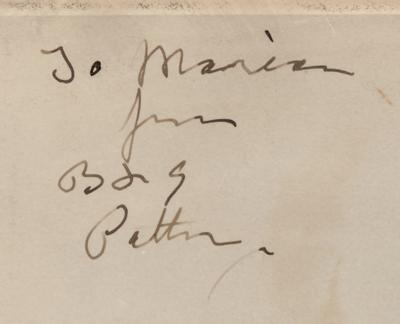 To Marian
from
B & G
Patton